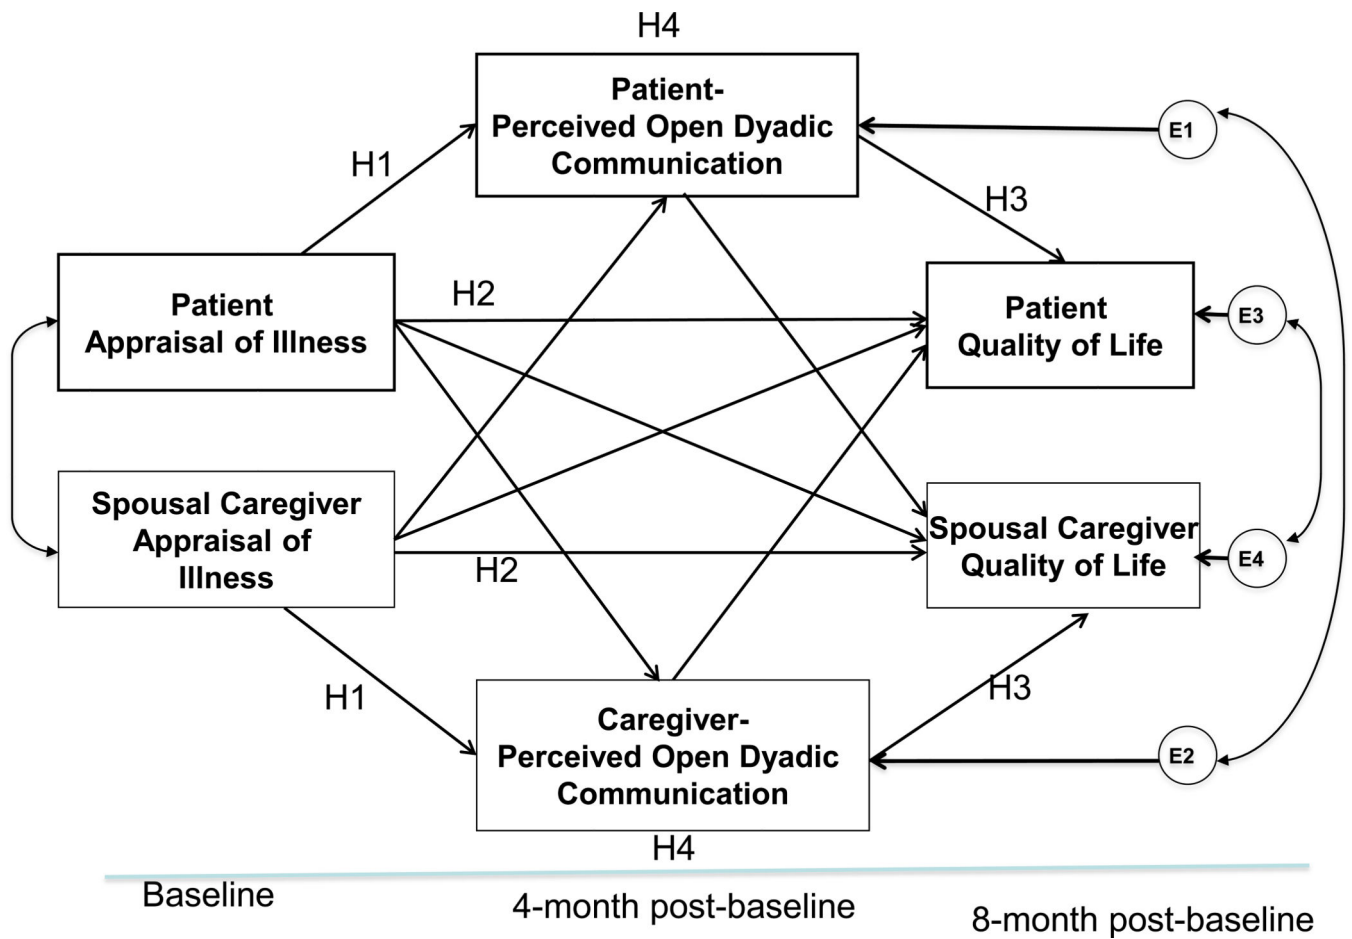 H4
Patient-
Perceived Open Dyadic
Communication
E1
H1
H3
Patient
Appraisal of Illness
H2
Patient
Quality of Life
E3
Spousal Caregiver
Appraisal of
Illness
H2
Spousal Caregiver
Quality of Life
E4
H1
H3
Caregiver-
Perceived Open Dyadic
Communication
E2
H4
Baseline
4-month post-baseline
8-month post-baseline